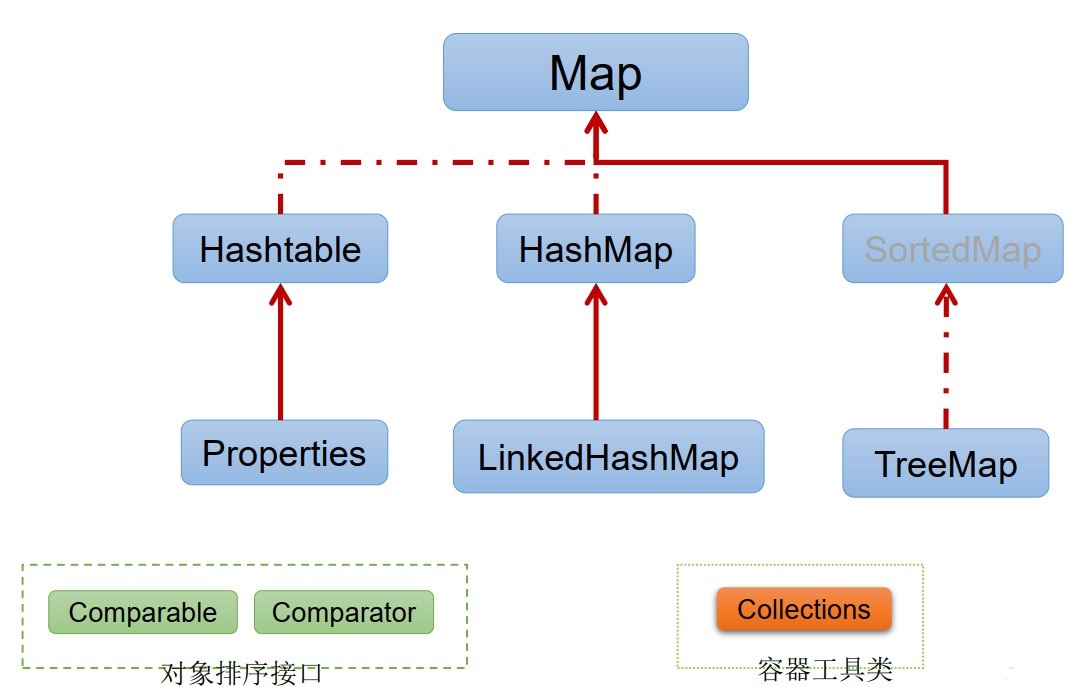 Map
Hashtable
HashMap
SortedMap
Properties
LinkedHashMap
TreeMap
Comparable
Comparator
Collections
对象排序接口
容器工具类